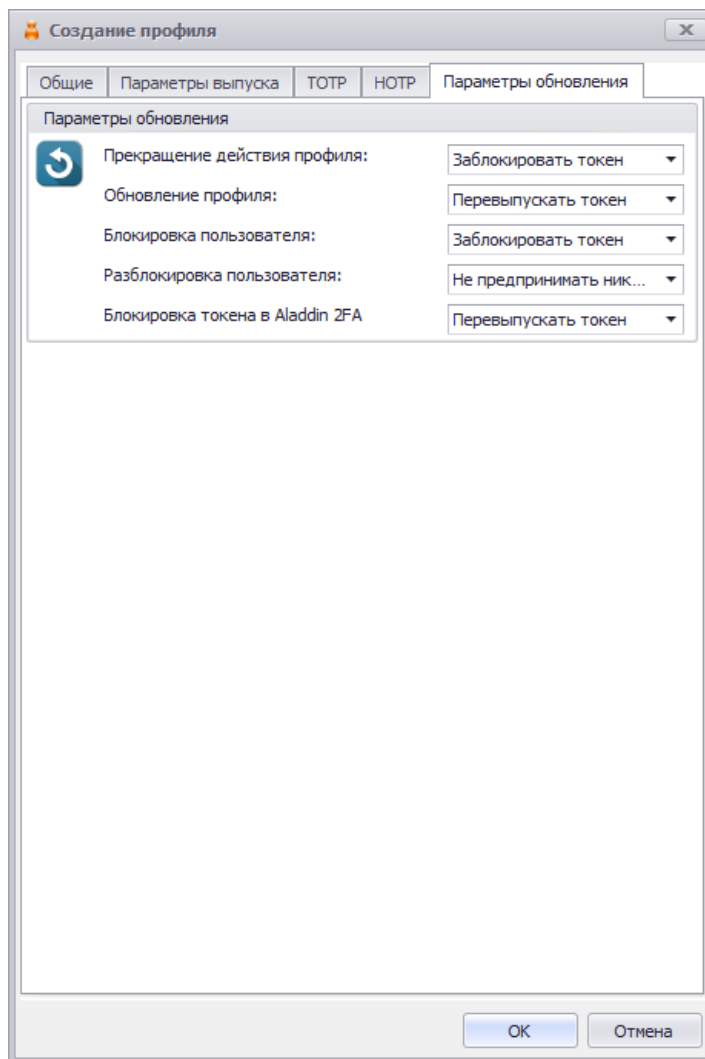 Создание профиля
Общие Параметры выпуска TOTP HOTP Параметры обновления
Параметры обновления
Прекращение действия профиля: Заблокировать токен
Обновление профиля: Перевыпускать токен
Блокировка пользователя: Заблокировать токен
Разблокировка пользователя: Не предпринимать ник...
Блокировка токена в Aladdin 2FA Перевыпускать токен
ОК Отмена